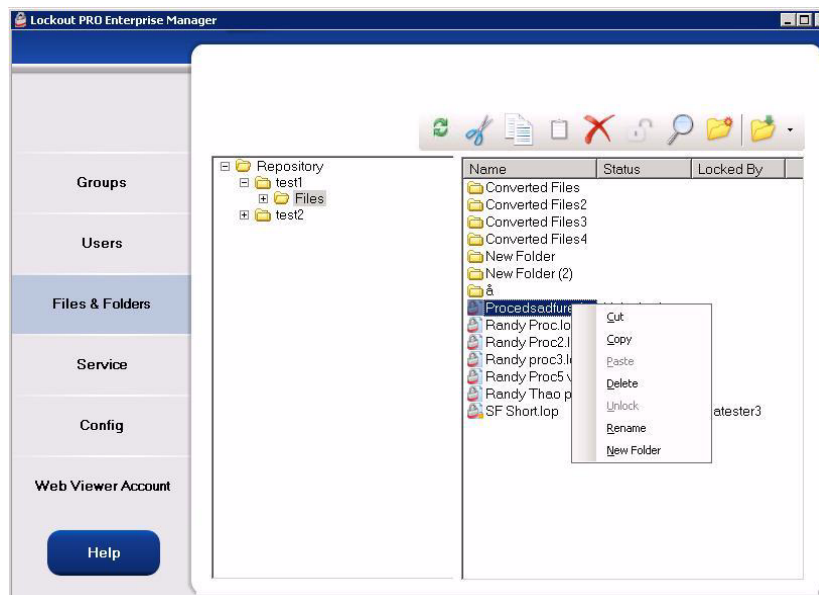 Lockout PRO Enterprise Manager
Groups
Users
Files & Folders
Service
Config
Web Viewer Account
Help
Repository
test1
Files
test2
Name Status Locked By
Converted Files
Converted Files2
Converted Files3
Converted Files4
New Folder
New Folder (2)
å
Procedsadfure
Randy Proc.lo
Randy Proc2.l
Randy proc3.l
Randy Proc5 v
Randy Thao p
SF Short.lop atester3
Cut
Copy
Paste
Delete
Unlock
Rename
New Folder